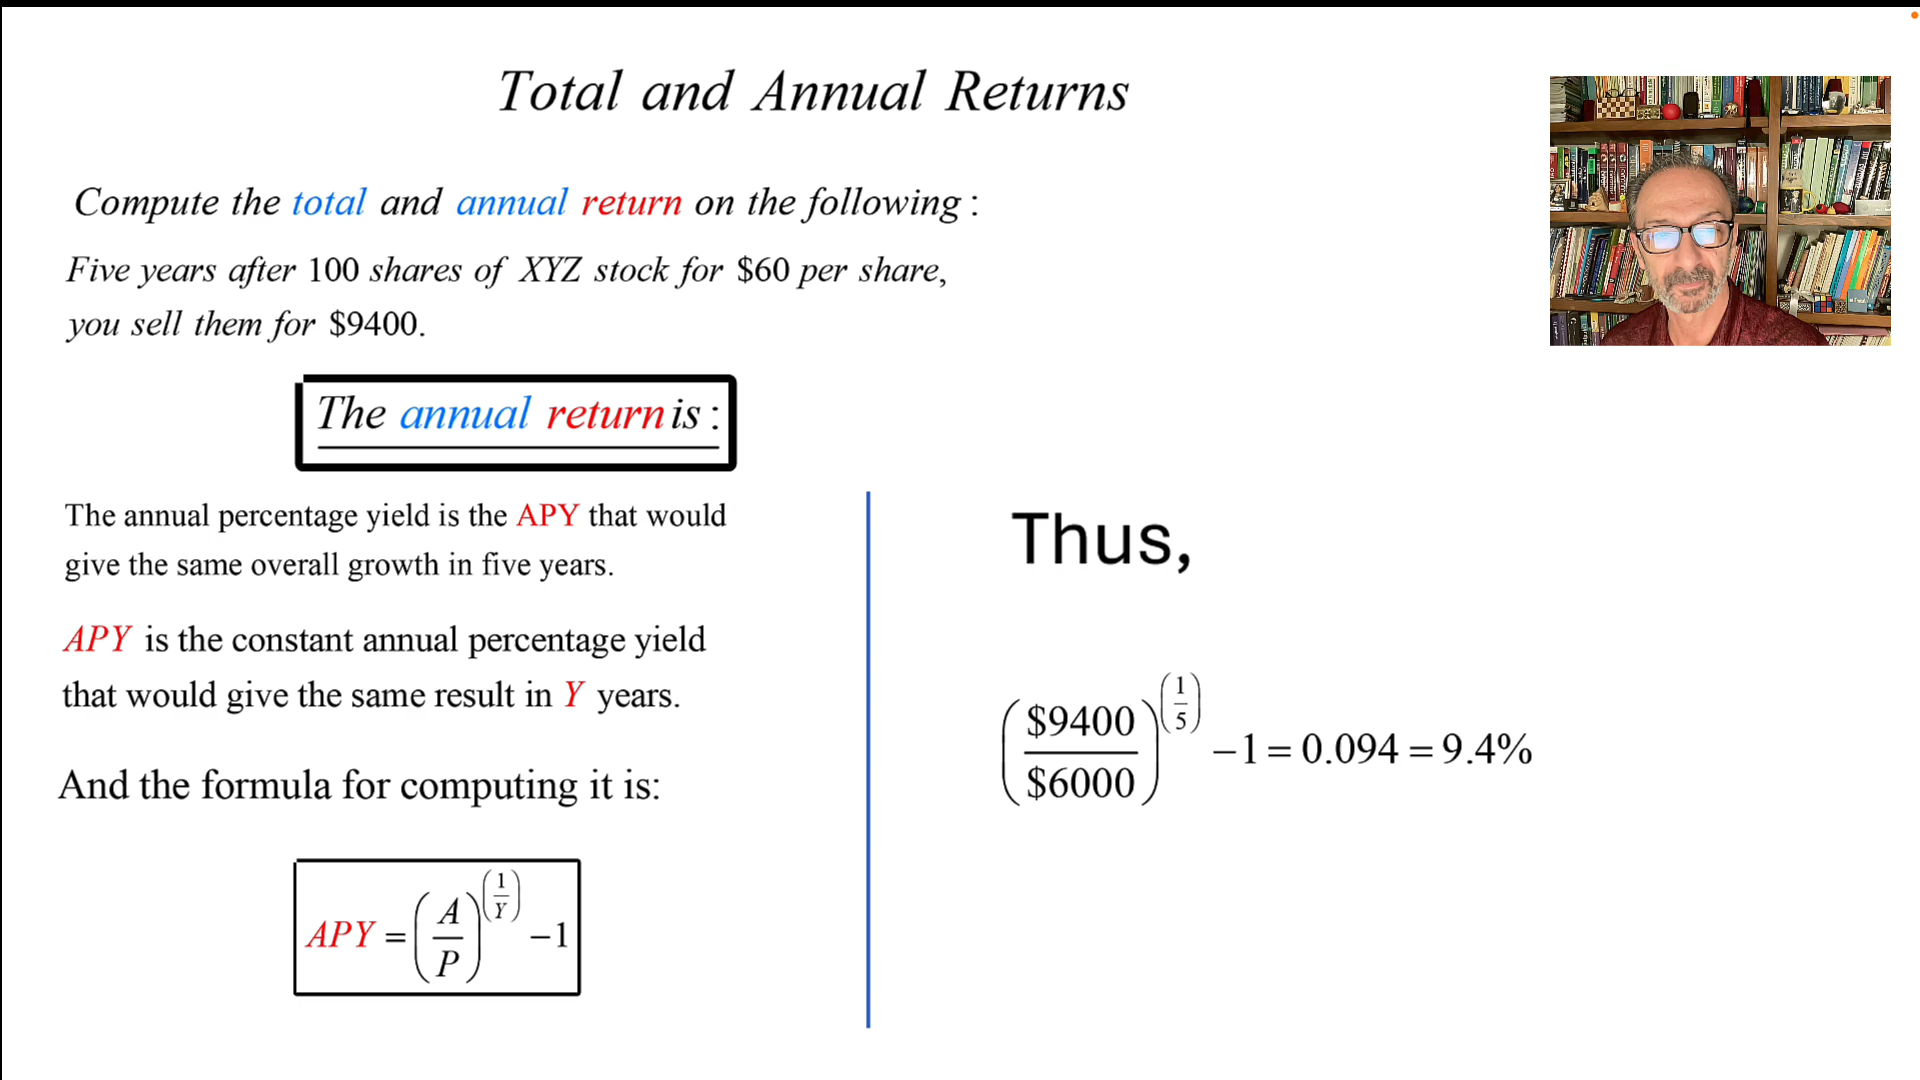 Total and Annual Returns
Compute the total and annual return on the following :
Five years after 100 shares of XYZ stock for $60 per share,
you sell them for $9400.
The annual return is :
The annual percentage yield is the APY that would
give the same overall growth in five years.
APY is the constant annual percentage yield
that would give the same result in Y years.
And the formula for computing it is:
APY = (A/P)^(1/Y) − 1
Thus,
($9400/$6000)^(1/5) − 1 = 0.094 = 9.4%